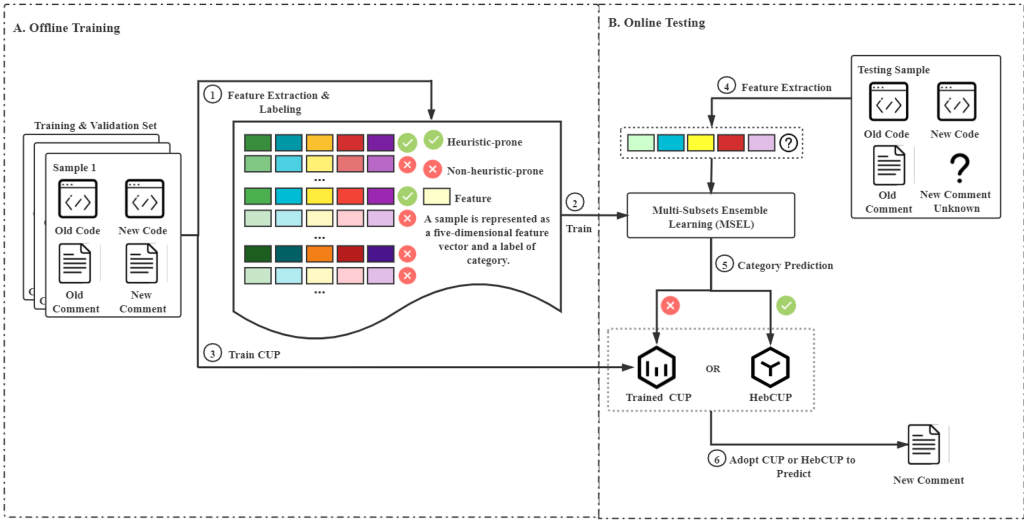 A. Offline Training
Training & Validation Set
Sample 1
Old Code
New Code
Old
Comment
New
Comment
1
Feature Extraction &
Labeling
Heuristic-prone
Non-heuristic-prone
Feature
A sample is represented as
a five-dimensional feature
vector and a label of
category.
...
...
...
2
Train
3
Train CUP
B. Online Testing
Testing Sample
Old Code
New Code
Old
Comment
?
New Comment
Unknown
4
Feature Extraction
?
Multi-Subsets Ensemble
Learning (MSEL)
5
Category Prediction
Trained CUP
OR
HebCUP
6
Adopt CUP or HebCUP to
Predict
New Comment